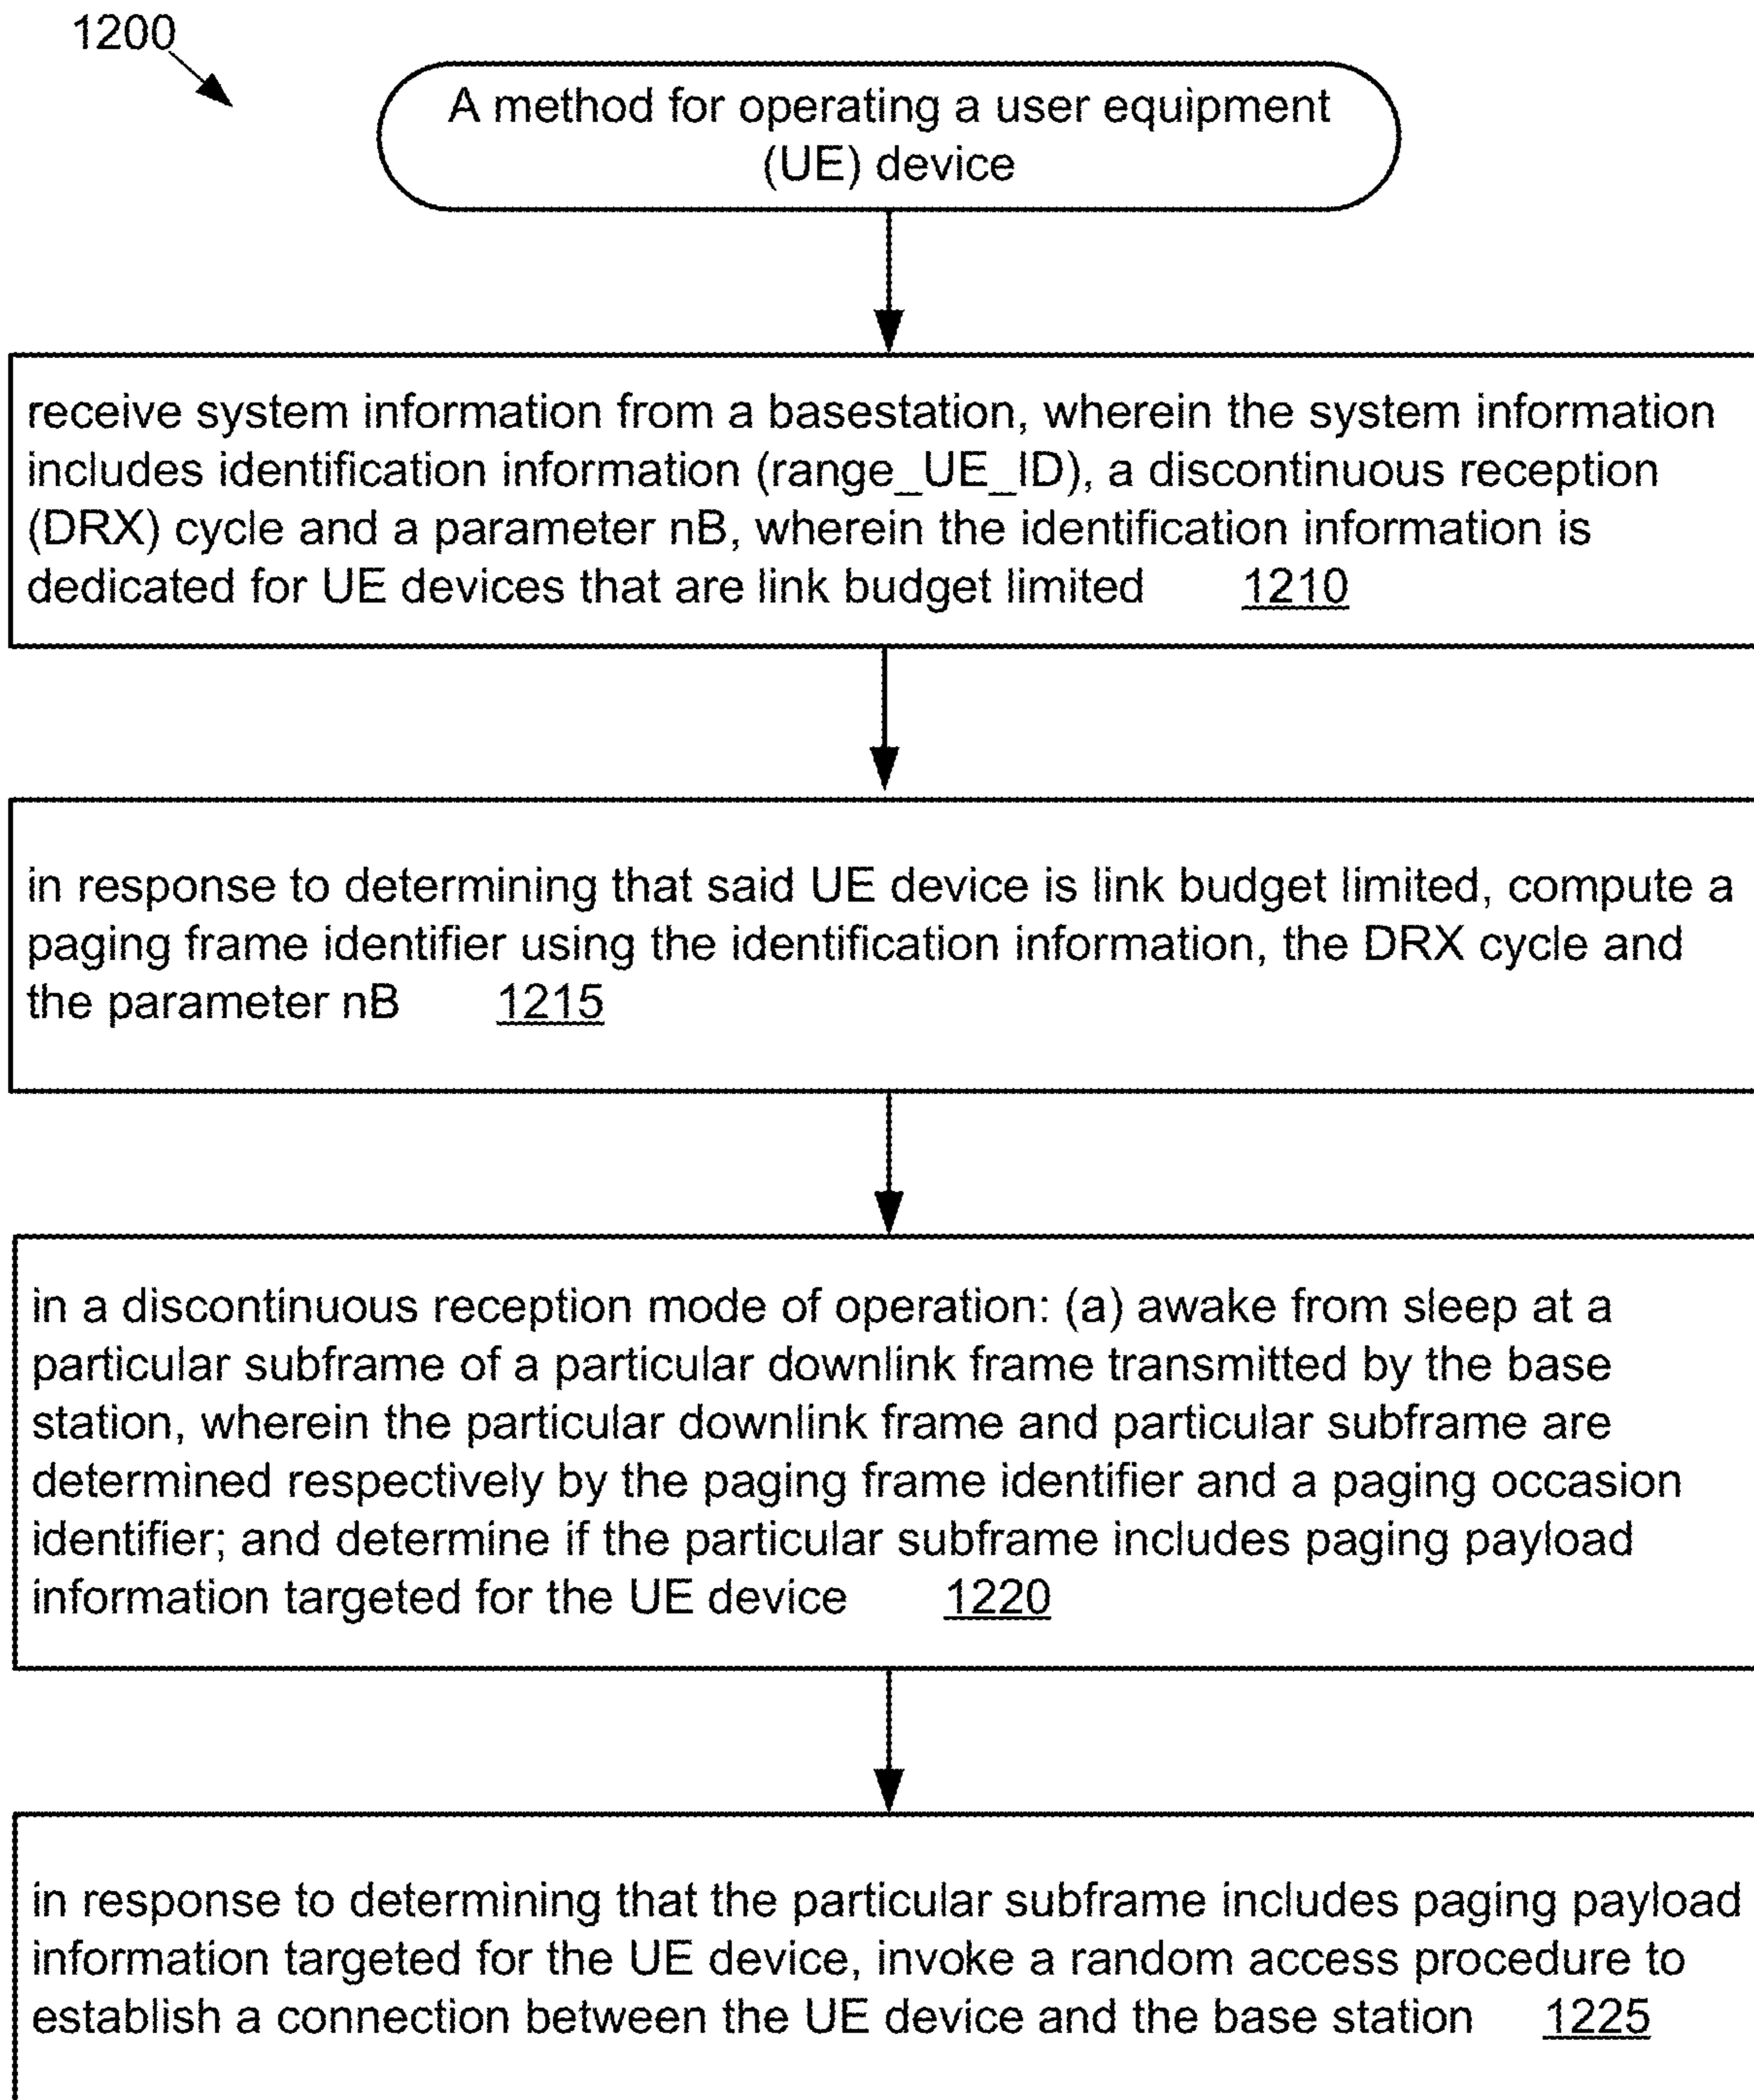 1200
A method for operating a user equipment
(UE) device
receive system information from a basestation, wherein the system information
includes identification information (range_UE_ID), a discontinuous reception
(DRX) cycle and a parameter nB, wherein the identification information is
dedicated for UE devices that are link budget limited 1210
in response to determining that said UE device is link budget limited, compute a
paging frame identifier using the identification information, the DRX cycle and
the parameter nB 1215
in a discontinuous reception mode of operation: (a) awake from sleep at a
particular subframe of a particular downlink frame transmitted by the base
station, wherein the particular downlink frame and particular subframe are
determined respectively by the paging frame identifier and a paging occasion
identifier; and determine if the particular subframe includes paging payload
information targeted for the UE device 1220
in response to determining that the particular subframe includes paging payload
information targeted for the UE device, invoke a random access procedure to
establish a connection between the UE device and the base station 1225